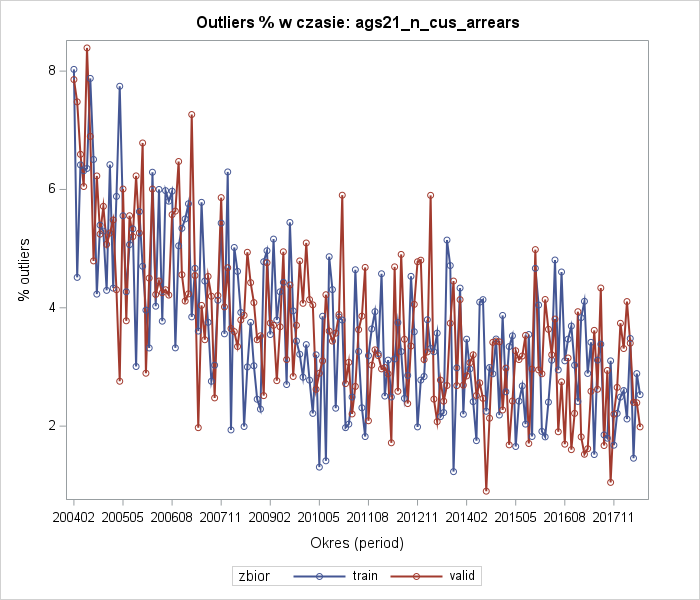 Outliers % w czasie: ags21_n_cus_arrears
% outliers
8
6
4
2
200402 200505 200608 200711 200902 201005 201108 201211 201402 201505 201608 201711
Okres (period)
zbior train valid